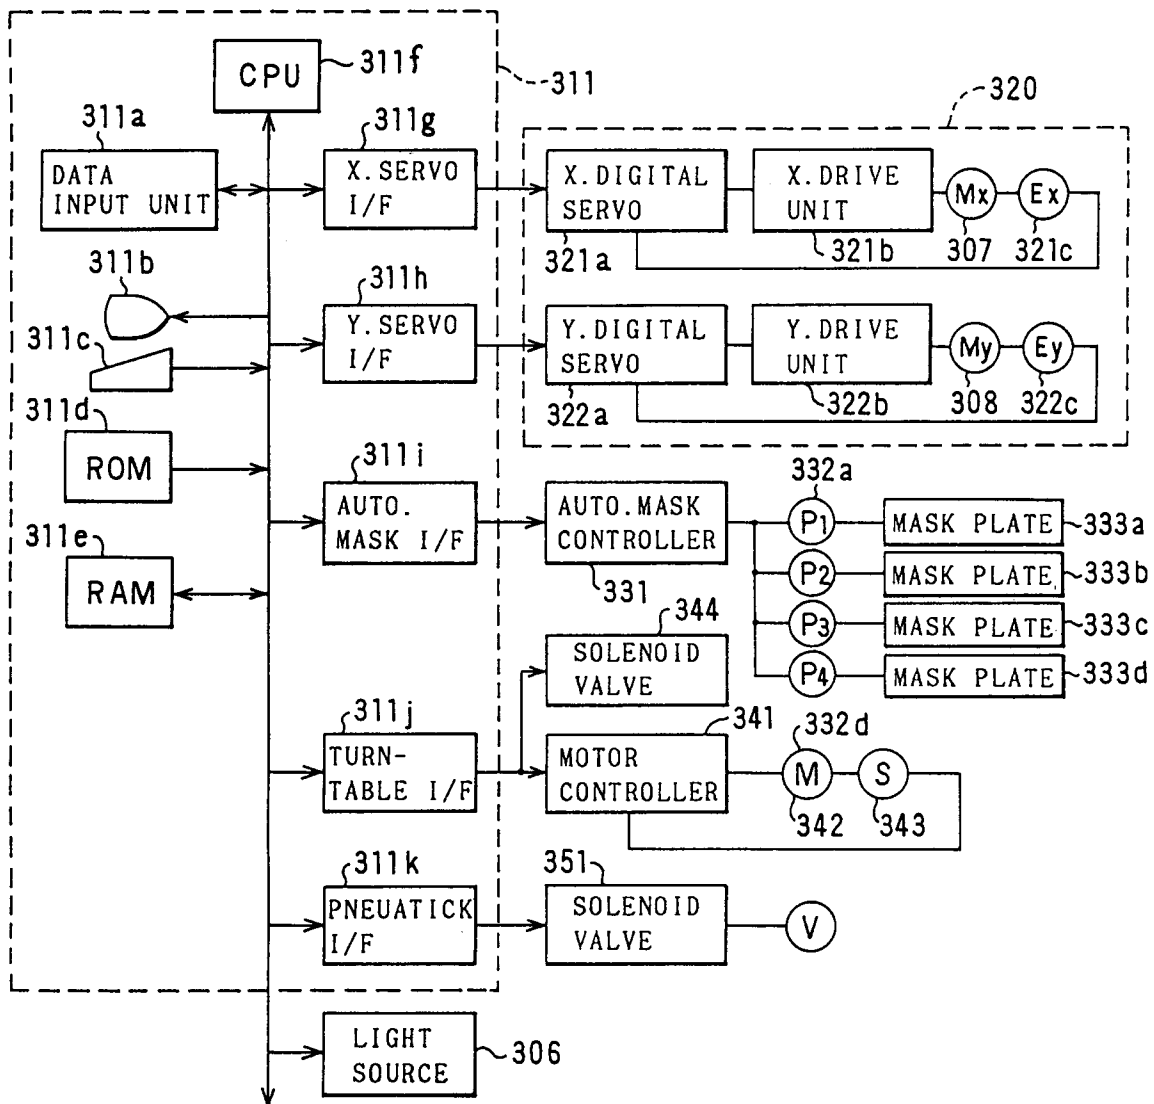 CPU
311f
311
320
311a
DATA
INPUT UNIT
311g
X.SERVO
I/F
X.DIGITAL
SERVO
321a
X.DRIVE
UNIT
321b
Mx
307
Ex
321c
311b
311h
Y.SERVO
I/F
Y.DIGITAL
SERVO
322a
Y.DRIVE
UNIT
322b
My
308
Ey
322c
311c
311d
ROM
311i
AUTO.
MASK I/F
AUTO.MASK
CONTROLLER
331
332a
P1
MASK PLATE
333a
P2
MASK PLATE
333b
P3
MASK PLATE
333c
P4
MASK PLATE
333d
311e
RAM
344
SOLENOID
VALVE
311j
TURN-
TABLE I/F
341
MOTOR
CONTROLLER
332d
M
342
S
343
311k
PNEUATICK
I/F
351
SOLENOID
VALVE
V
LIGHT
SOURCE
306